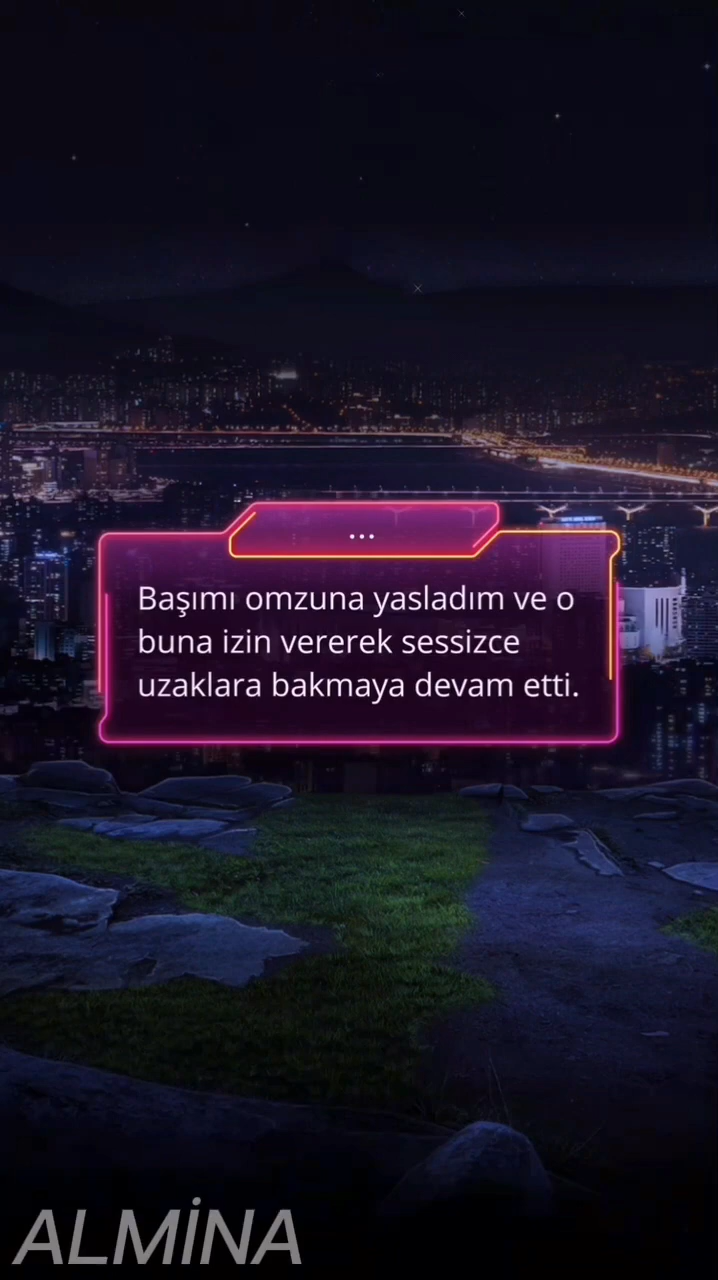 ...
Başımı omzuna yasladım ve o
buna izin vererek sessizce
uzaklara bakmaya devam etti.
ALMİNA